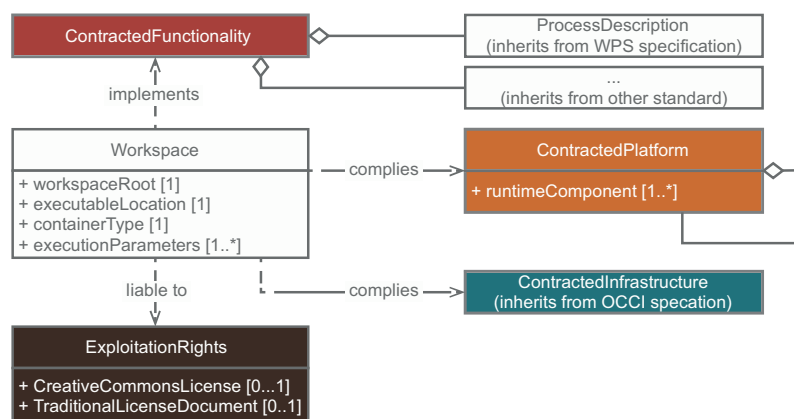 ContractedFunctionality
ProcessDescription
(inherits from WPS specification)
...
(inherits from other standard)
implements
Workspace
+ workspaceRoot [1]
+ executableLocation [1]
+ containerType [1]
+ executionParameters [1..*]
complies
ContractedPlatform
+ runtimeComponent [1..*]
complies
ContractedInfrastructure
(inherits from OCCI specation)
liable to
ExploitationRights
+ CreativeCommonsLicense [0...1]
+ TraditionalLicenseDocument [0..1]